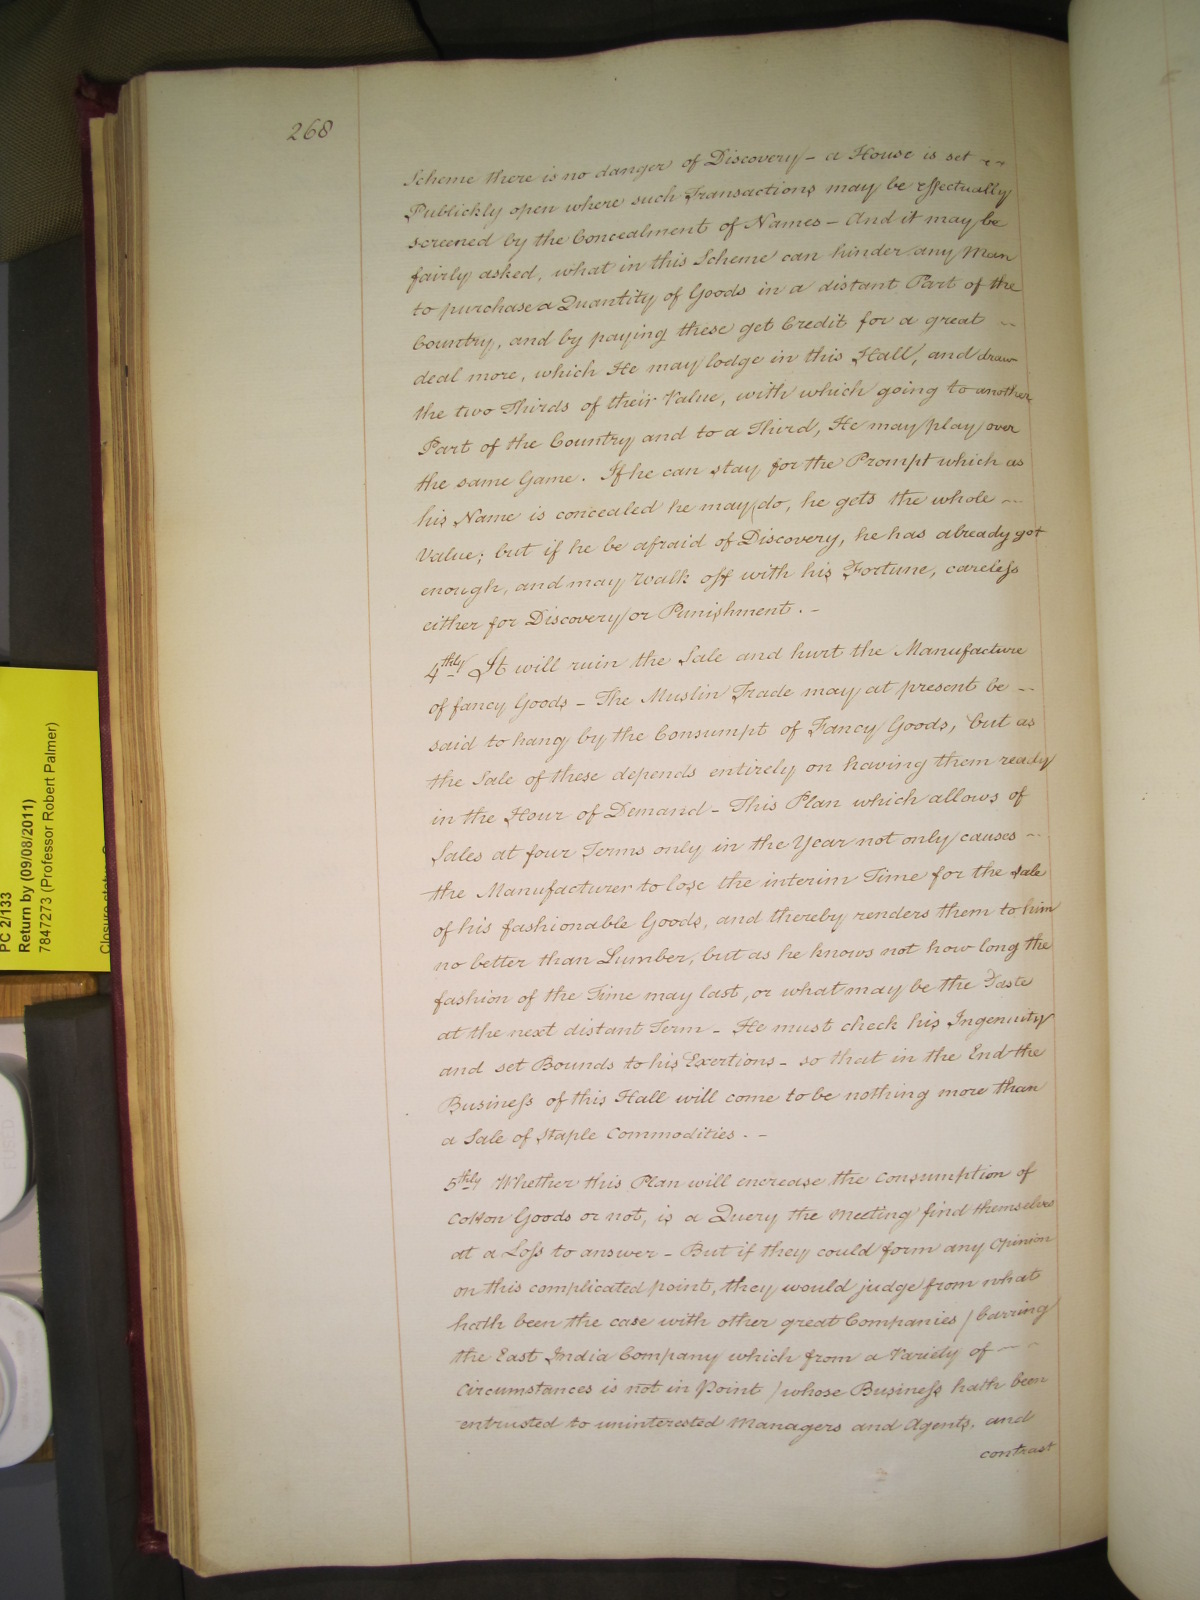 268
Scheme there is no danger of Discovery - a House is set
Publickly open where such Transactions may be effectually
screened by the Concealment of Names - And it may be
fairly asked, what in this Scheme can hinder any Man
to purchase a Quantity of Goods in a distant Part of the
Country, and by paying these get Credit for a great
deal more, which He may lodge in this Hall, and draw
the two Thirds of their Value, with which going to another
Part of the Country and to a Third, He may play over
the same Game. If he can stay for the Prompt which as
his Name is concealed he may do, he gets the whole
Value; but if he be afraid of Discovery, he has already got
enough, and may walk off with his Fortune, careless
either for Discovery or Punishment. -
4thly It will ruin the Sale and hurt the Manufacture
of fancy Goods - The Muslin Trade may at present be
said to hang by the Consumpt of Fancy Goods, but as
the Sale of these depends entirely on having them ready
in the Hour of Demand - This Plan which allows of
Sales at four Terms only in the Year not only causes
the Manufacturer to lose the interim Time for the sale
of his fashionable Goods, and thereby renders them to him
no better than Lumber, but as he knows not how long the
fashion of the Time may last, or what may be the Taste
at the next distant Term - He must check his Ingenuity
and set Bounds to his Exertions - so that in the End the
Business of this Hall will come to be nothing more than
a Sale of Staple Commodities. -
5thly Whether this Plan will encrease the Consumption of
Cotton Goods or not, is a Query the Meeting find themselves
at a Loss to answer - But if they could form any Opinion
on this complicated point, they would judge from what
hath been the case with other great Companies / barring
the East India Company which from a Variety of
Circumstances is not in Point / whose Business hath been
entrusted to uninterested Managers and Agents, and
contrast
PC 2/133
Return by (09/08/2011)
7847273 (Professor Robert Palmer)